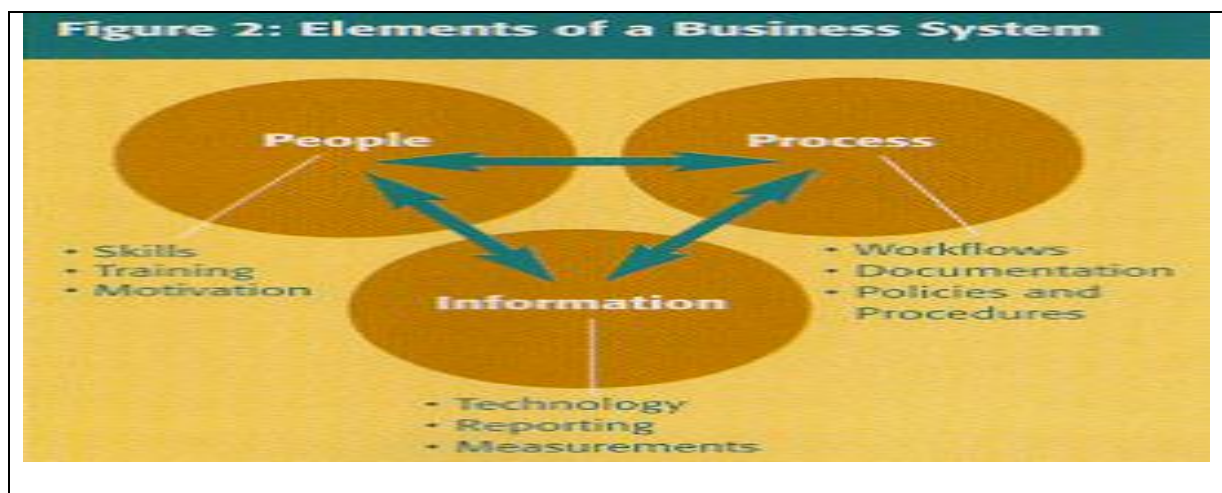 Figure 2: Elements of a Business System
People
Process
• Skills
• Training
• Motivation
• Workflows
• Documentation
• Policies and
Procedures
Information
• Technology
• Reporting
• Measurements